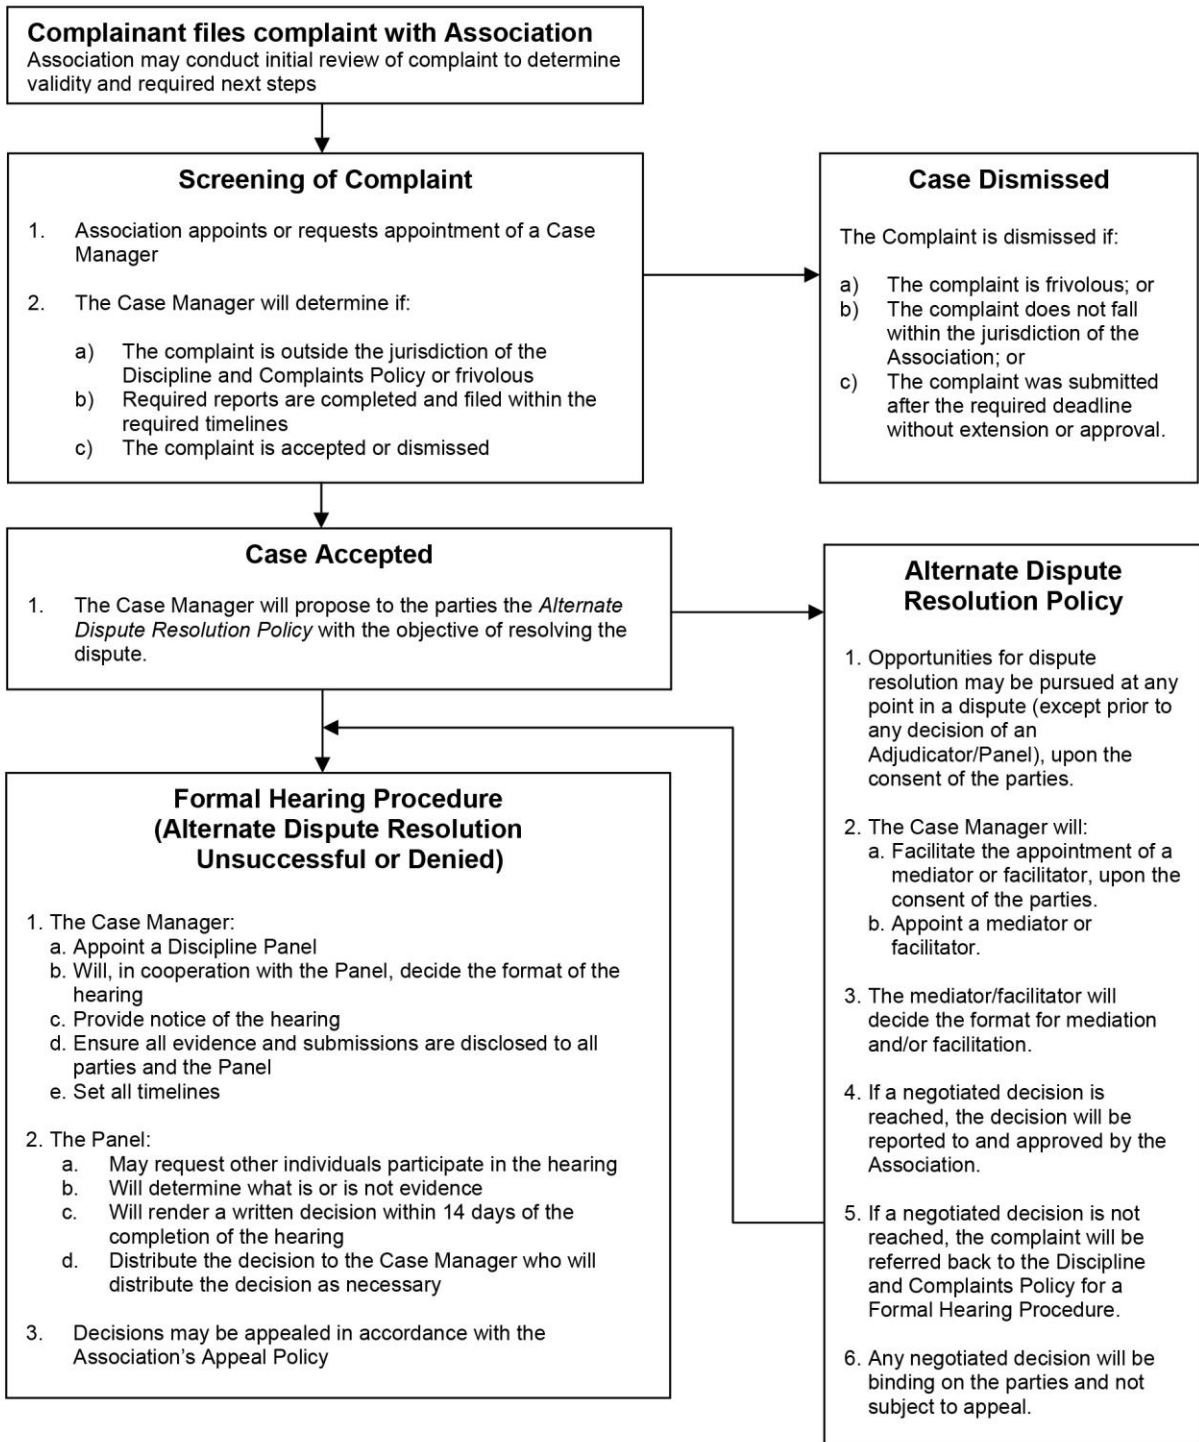 Complainant files complaint with Association
Association may conduct initial review of complaint to determine
validity and required next steps
Screening of Complaint
1. Association appoints or requests appointment of a Case
Manager
2. The Case Manager will determine if:
a) The complaint is outside the jurisdiction of the
Discipline and Complaints Policy or frivolous
b) Required reports are completed and filed within the
required timelines
c) The complaint is accepted or dismissed
Case Dismissed
The Complaint is dismissed if:
a) The complaint is frivolous; or
b) The complaint does not fall
within the jurisdiction of the
Association; or
c) The complaint was submitted
after the required deadline
without extension or approval.
Case Accepted
1. The Case Manager will propose to the parties the Alternate
Dispute Resolution Policy with the objective of resolving the
dispute.
Alternate Dispute
Resolution Policy
1. Opportunities for dispute
resolution may be pursued at any
point in a dispute (except prior to
any decision of an
Adjudicator/Panel), upon the
consent of the parties.
2. The Case Manager will:
a. Facilitate the appointment of a
mediator or facilitator, upon the
consent of the parties.
b. Appoint a mediator or
facilitator.
3. The mediator/facilitator will
decide the format for mediation
and/or facilitation.
4. If a negotiated decision is
reached, the decision will be
reported to and approved by the
Association.
5. If a negotiated decision is not
reached, the complaint will be
referred back to the Discipline
and Complaints Policy for a
Formal Hearing Procedure.
6. Any negotiated decision will be
binding on the parties and not
subject to appeal.
Formal Hearing Procedure
(Alternate Dispute Resolution
Unsuccessful or Denied)
1. The Case Manager:
a. Appoint a Discipline Panel
b. Will, in cooperation with the Panel, decide the format of the
hearing
c. Provide notice of the hearing
d. Ensure all evidence and submissions are disclosed to all
parties and the Panel
e. Set all timelines
2. The Panel:
a. May request other individuals participate in the hearing
b. Will determine what is or is not evidence
c. Will render a written decision within 14 days of the
completion of the hearing
d. Distribute the decision to the Case Manager who will
distribute the decision as necessary
3. Decisions may be appealed in accordance with the
Association's Appeal Policy